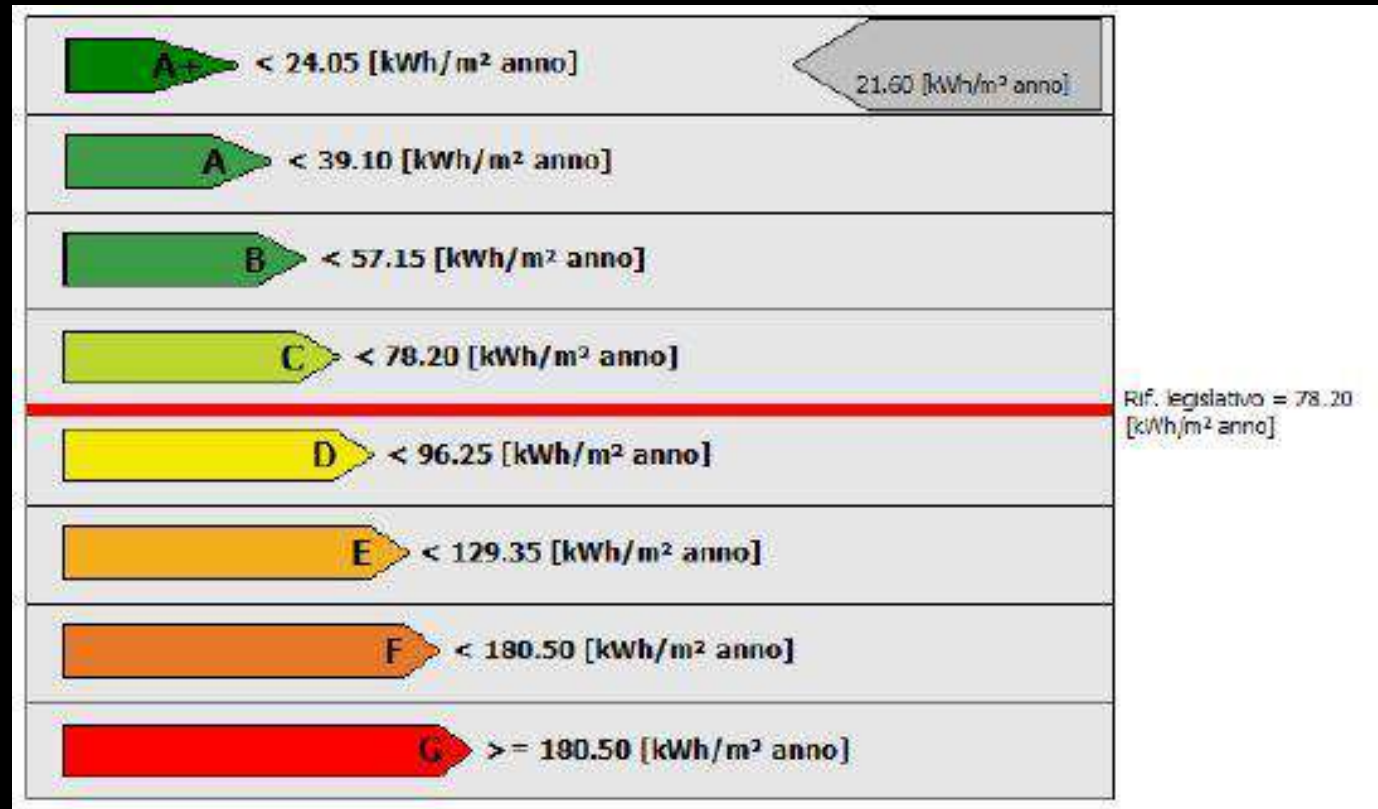 A+ < 24.05 [kWh/m² anno]
21.60 [kWh/m² anno]
A < 39.10 [kWh/m² anno]
B < 57.15 [kWh/m² anno]
C < 78.20 [kWh/m² anno]
Rif. legislativo = 78.20
[kWh/m² anno]
D < 96.25 [kWh/m² anno]
E < 129.35 [kWh/m² anno]
F < 180.50 [kWh/m² anno]
G >= 180.50 [kWh/m² anno]